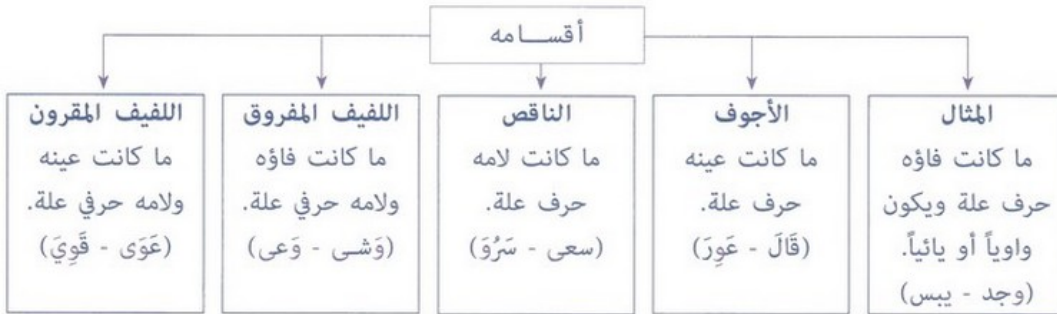 أقســـامه
المثال
ما كانت فاؤه
حرف علة ويكون
واوياً أو يائياً.
(وجد - يبس)
الأجوف
ما كانت عينه
حرف علة.
(قَالَ - عَوِرَ)
الناقص
ما كانت لامه
حرف علة.
(سعى - سَرُوَ)
اللفيف المفروق
ما كانت فاؤه
ولامه حرفي علة.
(وَشـى - وَعى)
اللفيف المقرون
ما كانت عينه
ولامه حرفي علة.
(عَوَى - قَوِيَ)